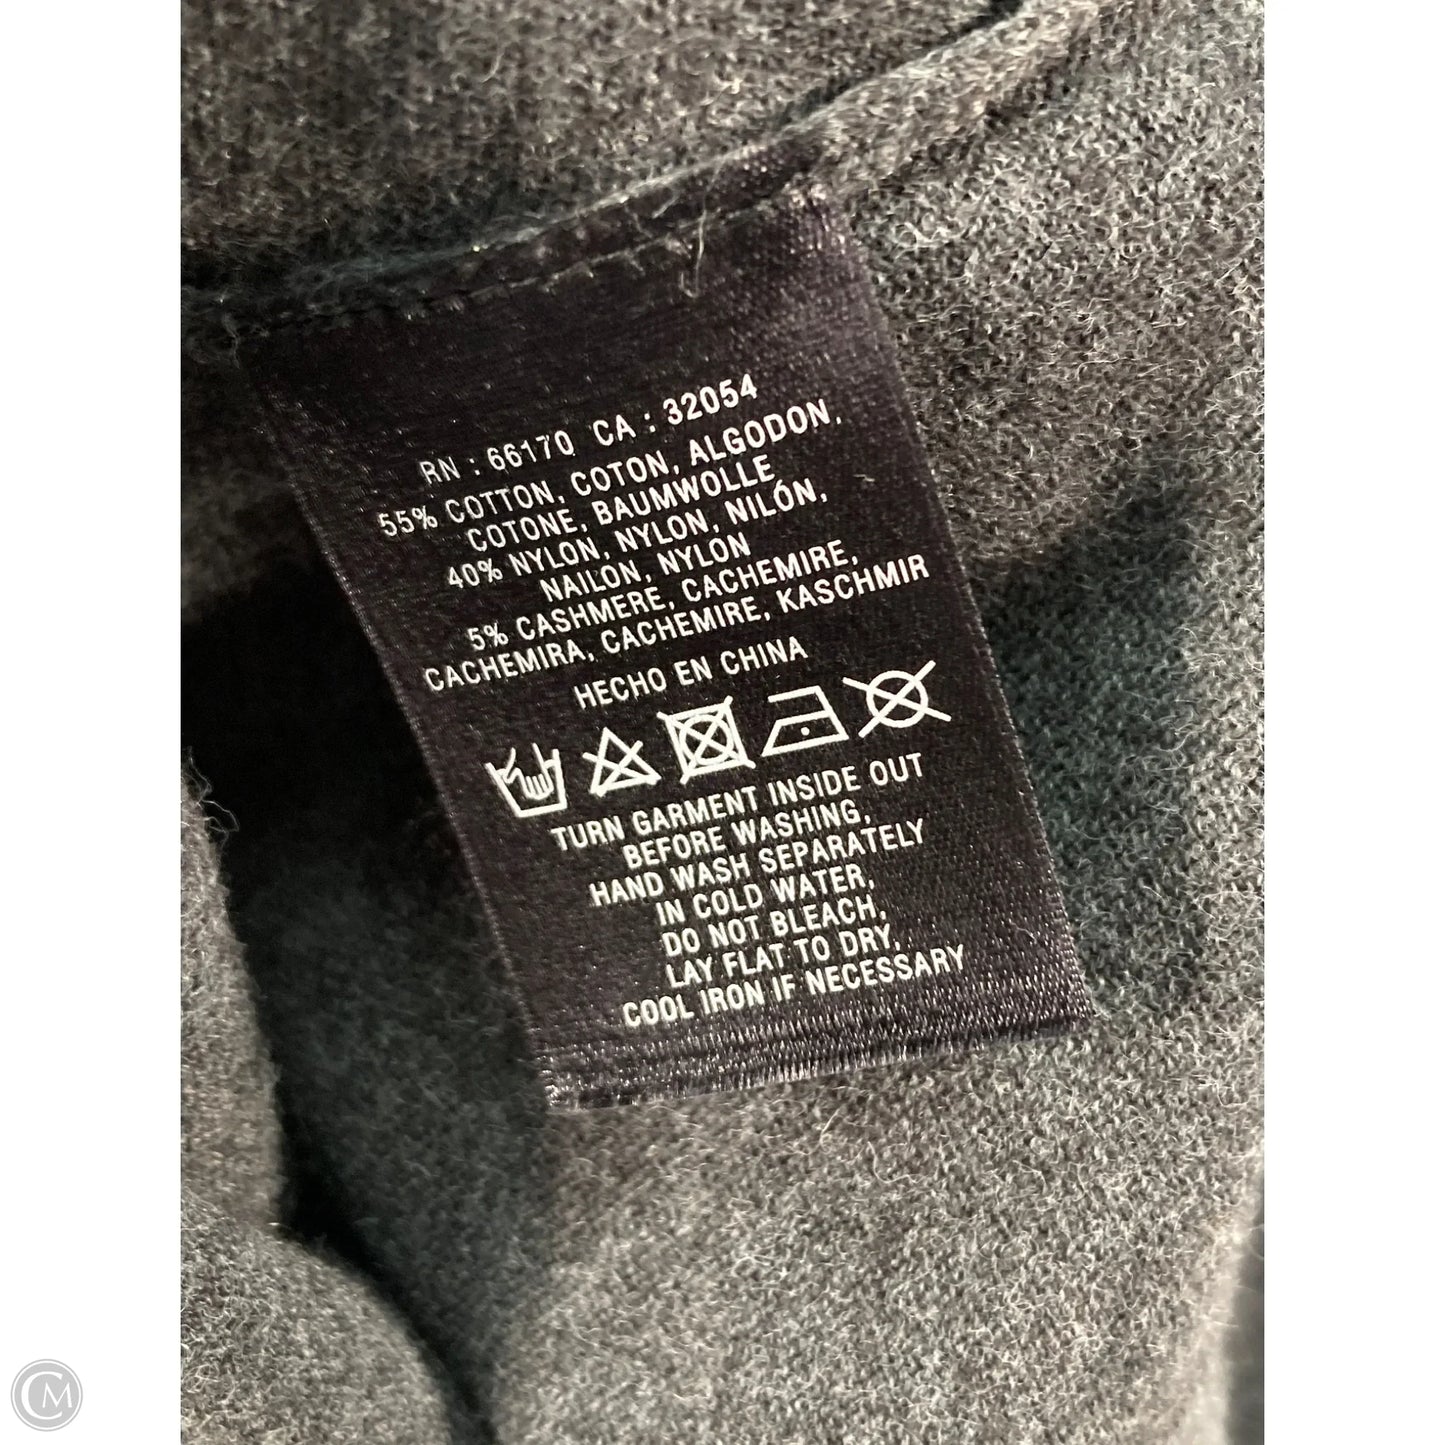 RN : 66170 CA : 32054
55% COTTON, COTON, ALGODON,
COTONE, BAUMWOLLE
40% NYLON, NYLON, NILÓN,
NAILON, NYLON
5% CASHMERE, CACHEMIRE,
CACHEMIRA, CACHEMIRE, KASCHMIR
HECHO EN CHINA
TURN GARMENT INSIDE OUT
BEFORE WASHING,
HAND WASH SEPARATELY
IN COLD WATER,
DO NOT BLEACH,
LAY FLAT TO DRY,
COOL IRON IF NECESSARY
CM